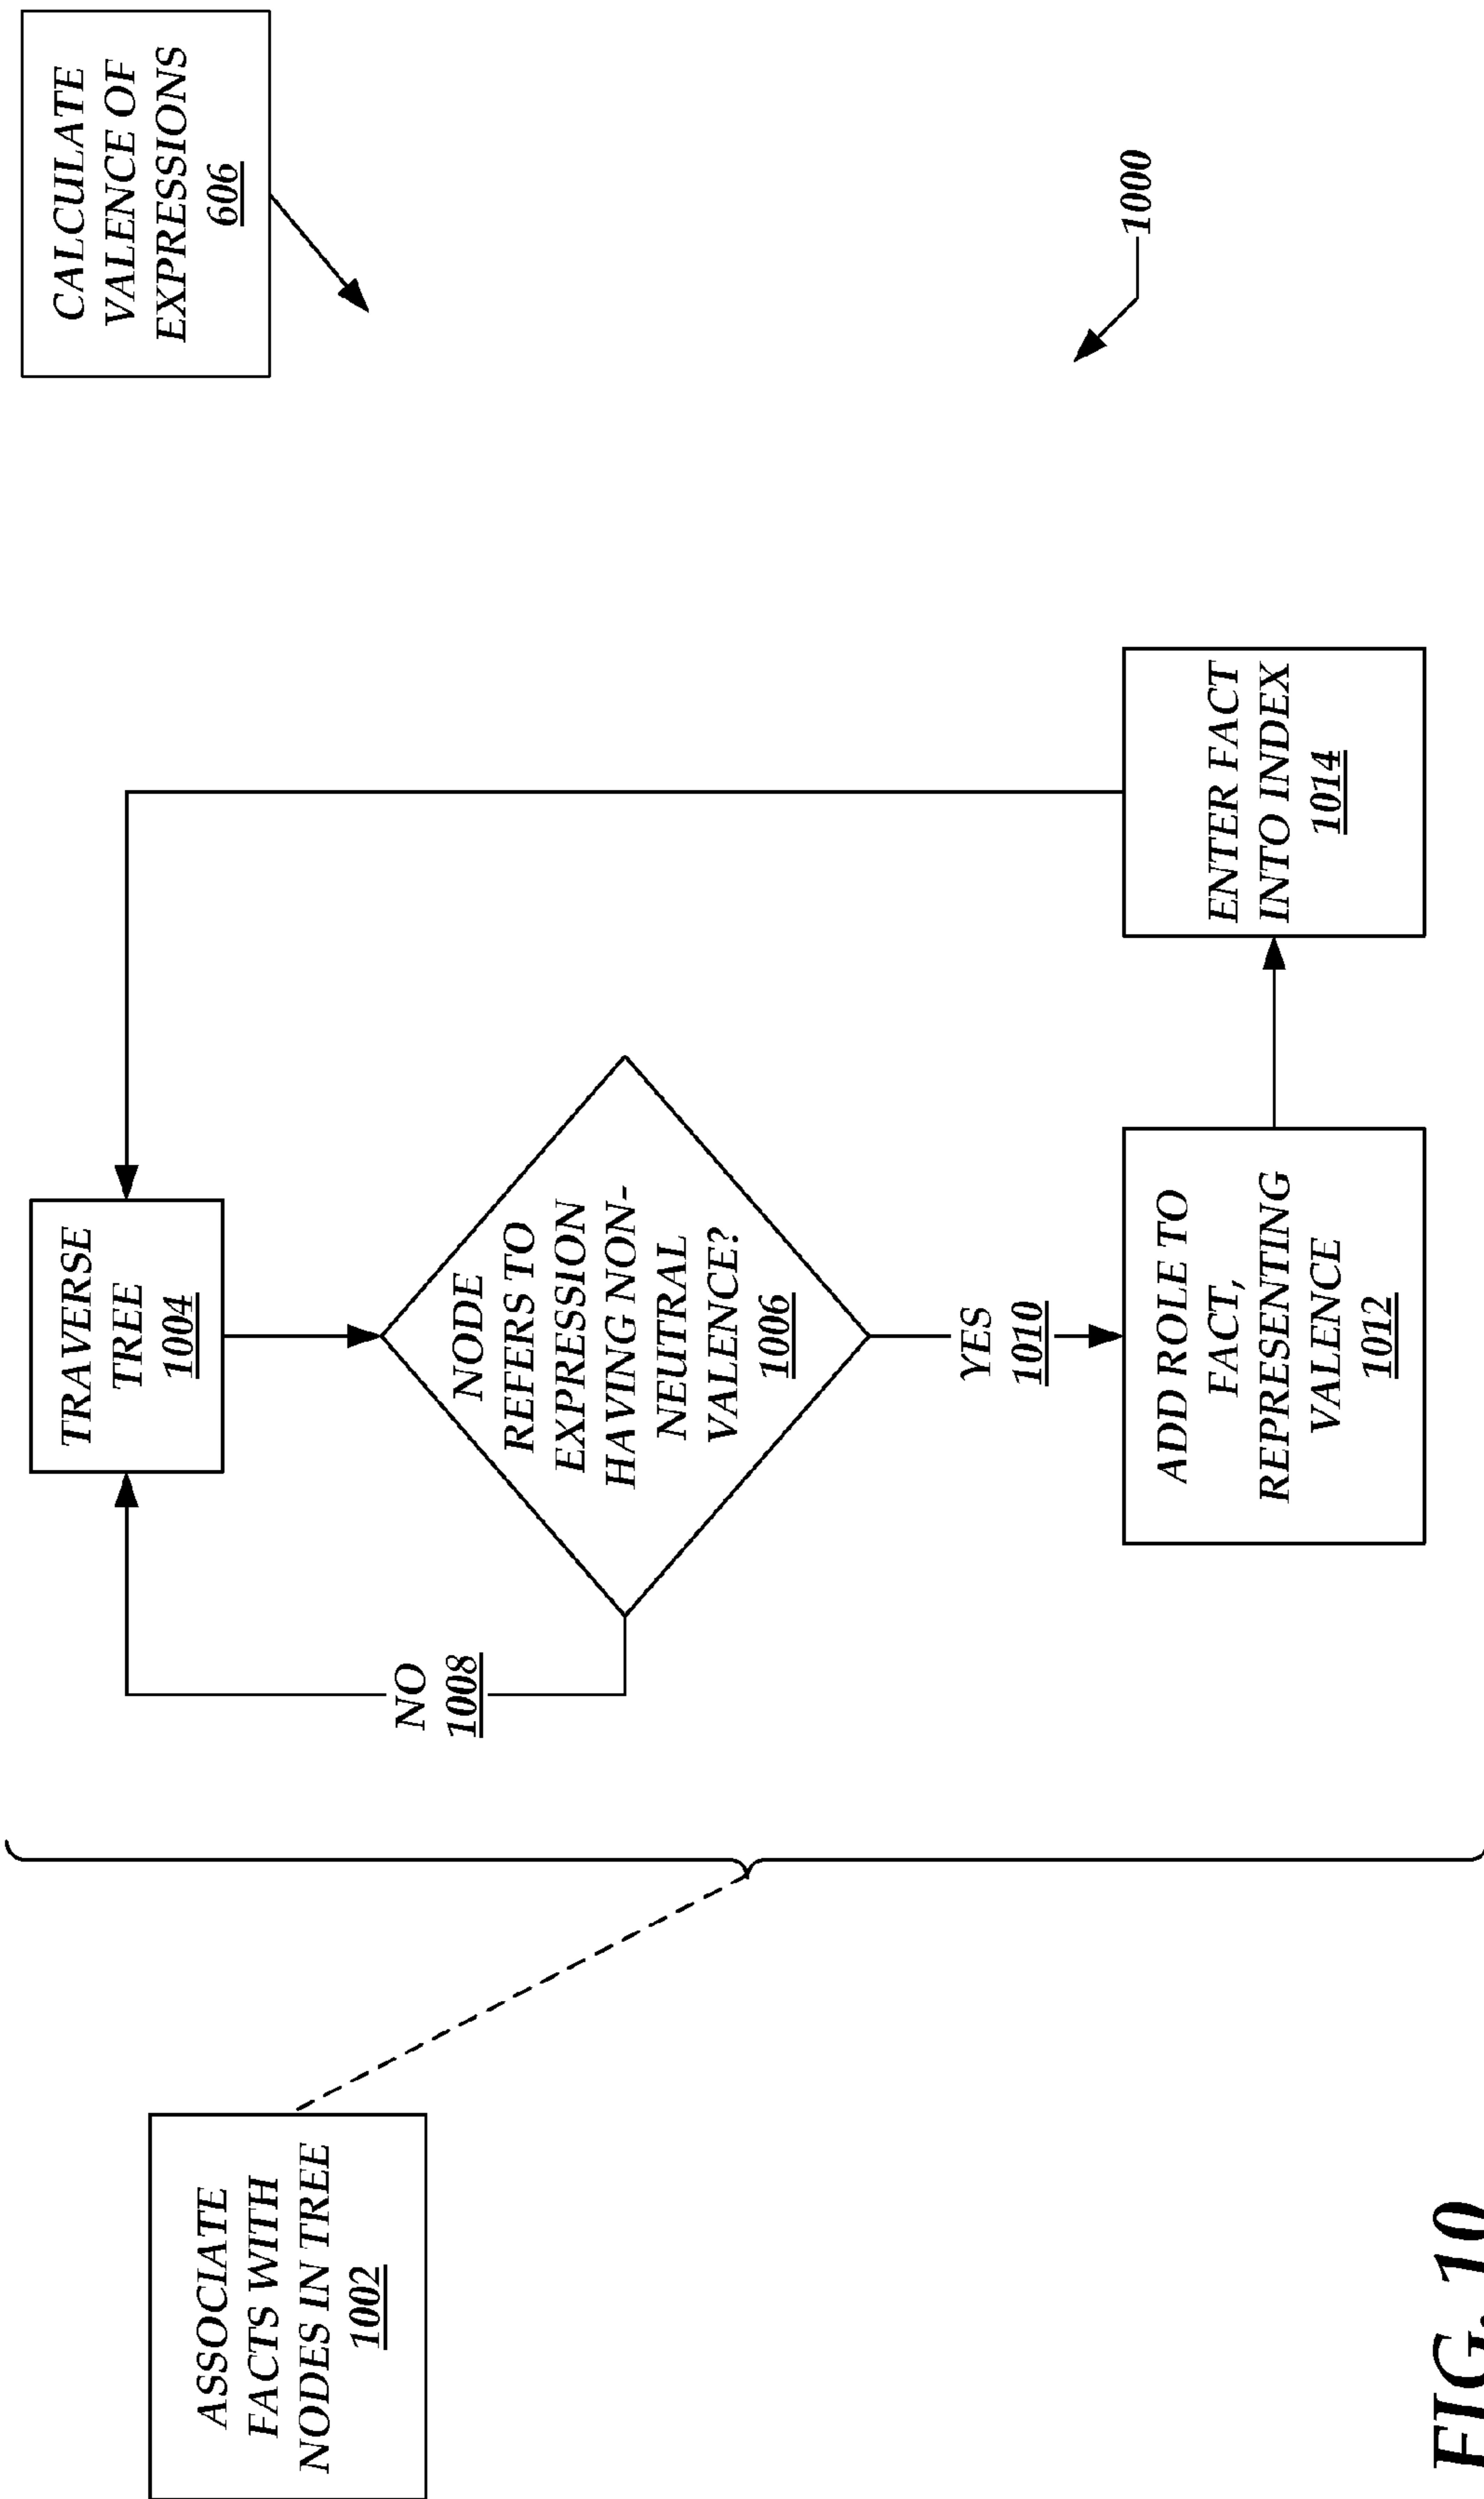 CALCULATE
VALENCE OF
EXPRESSIONS
606
1000
TRAVERSE
TREE
1004
NODE
REFERS TO
EXPRESSION
HAVING NON-
NEUTRAL
VALENCE?
1006
NO
1008
YES
1010
ADD ROLE TO
FACT,
REPRESENTING
VALENCE
1012
ENTER FACT
INTO INDEX
1014
ASSOCIATE
FACTS WITH
NODES IN TREE
1002
FIG. 10